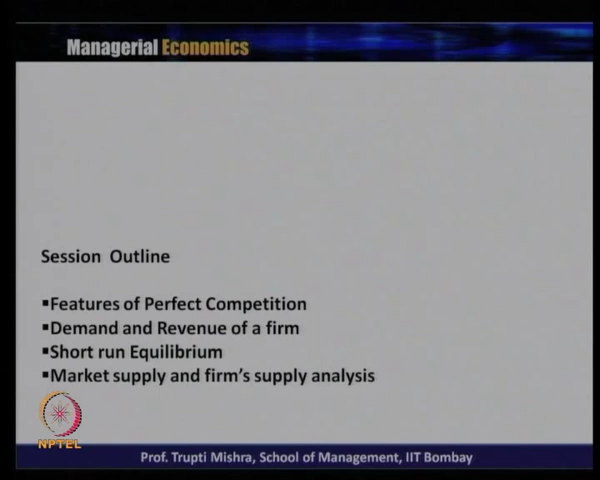 Managerial Economics
Session Outline
▪Features of Perfect Competition
▪Demand and Revenue of a firm
▪Short run Equilibrium
▪Market supply and firm's supply analysis
NPTEL
Prof. Trupti Mishra, School of Management, IIT Bombay